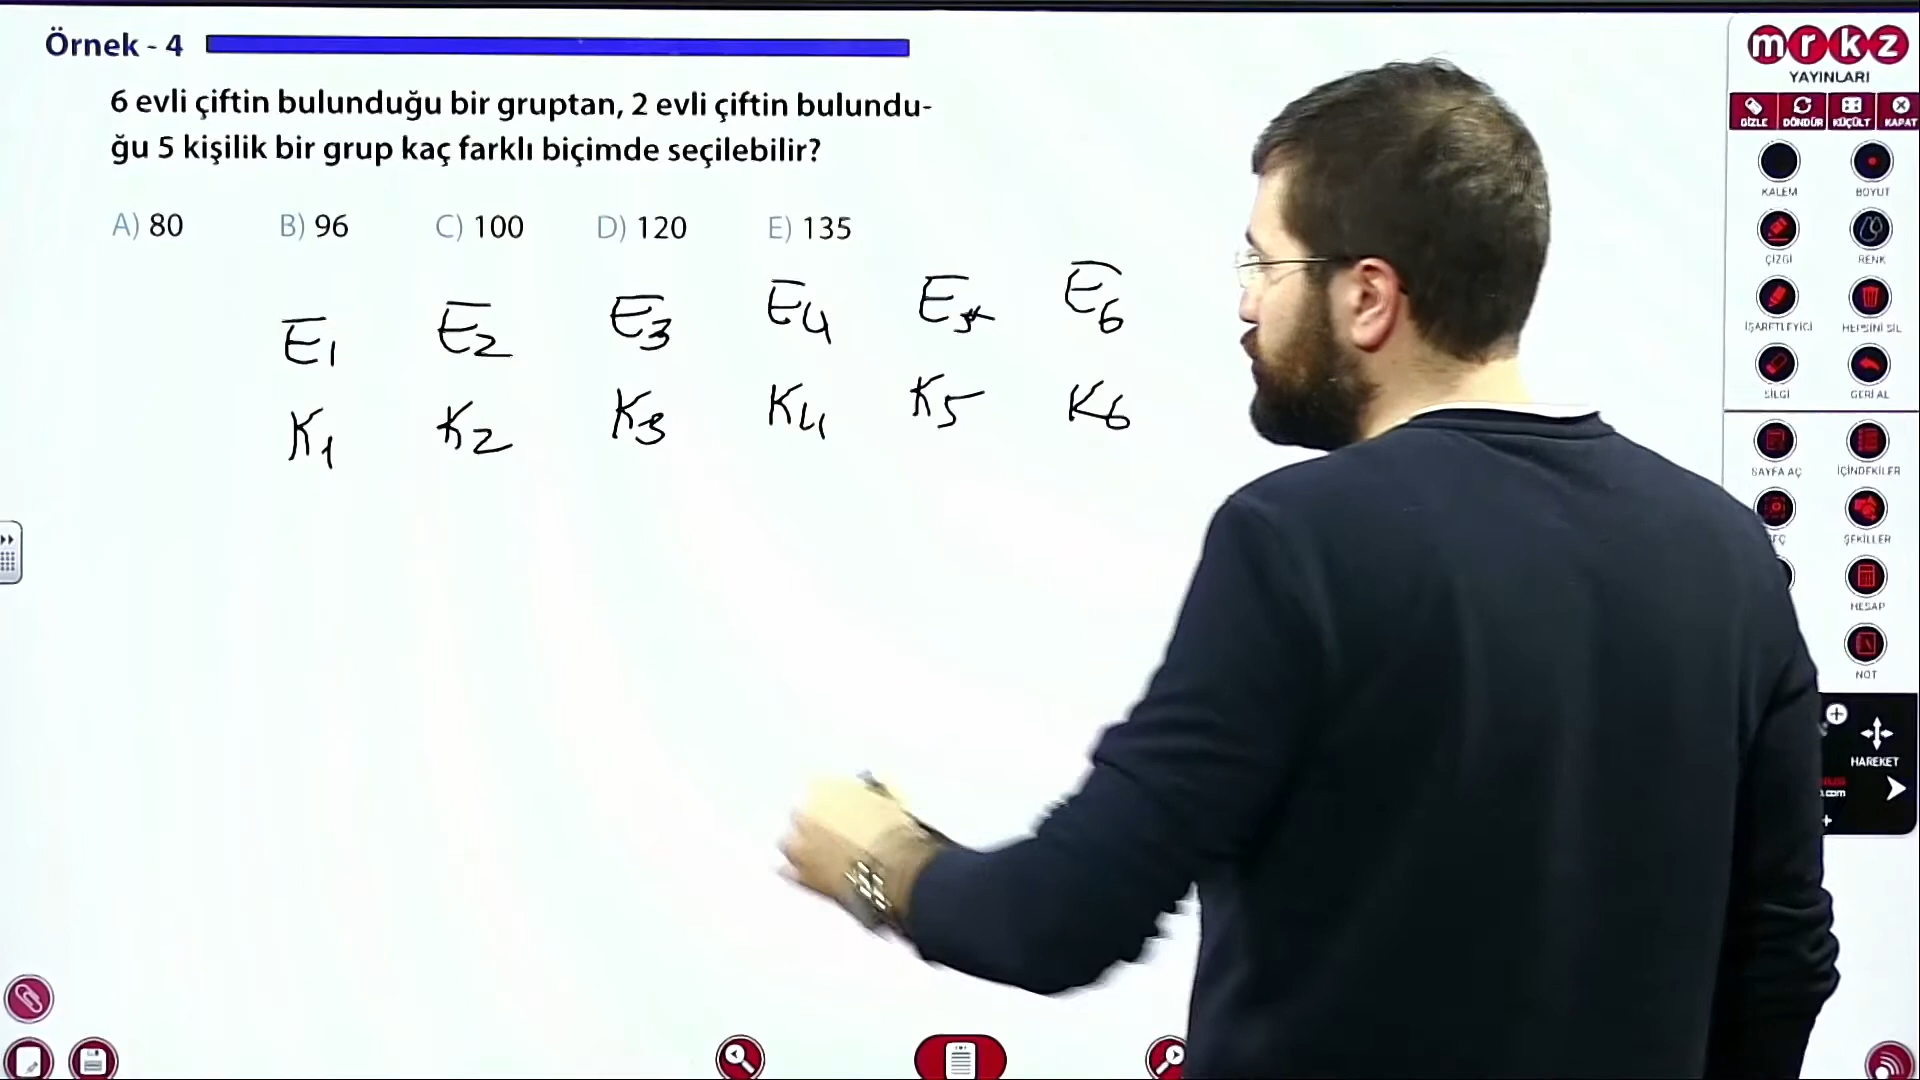 Örnek - 4
6 evli çiftin bulunduğu bir gruptan, 2 evli çiftin bulundu-
ğu 5 kişilik bir grup kaç farklı biçimde seçilebilir?
A) 80 B) 96 C) 100 D) 120 E) 135
E1 E2 E3 E4 E5 E6
K1 K2 K3 K4 K5 K6
mrkz
YAYINLARI
GİZLE DÖNDÜR KÜÇÜLT KAPAT
KALEM BOYUT
ÇİZGİ RENK
İŞARETLEYİCİ HEPSİNİ SİL
SİLGİ GERİ AL
SAYFA AÇ İÇİNDEKİLER
ŞEKİLLER
HESAP
NOT
HAREKET